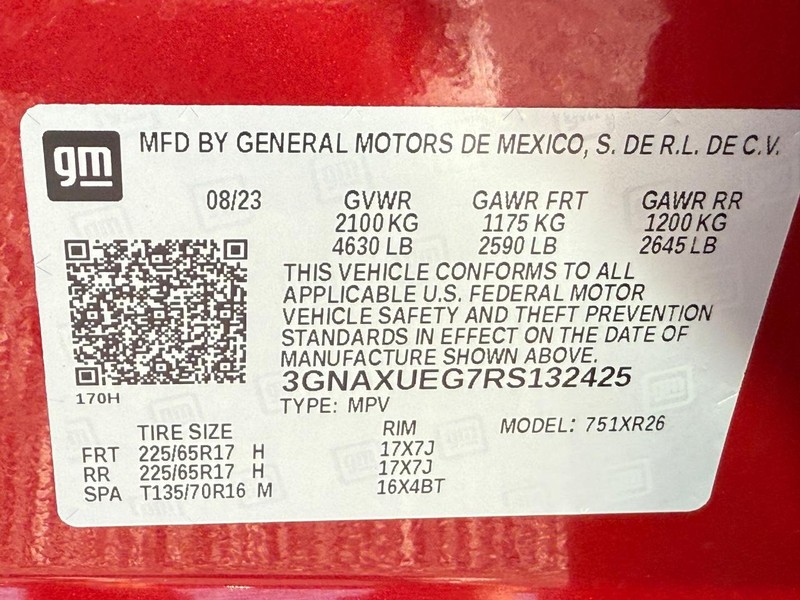 gm
MFD BY GENERAL MOTORS DE MEXICO, S. DE R.L. DE C.V.
08/23 GVWR GAWR FRT GAWR RR
2100 KG 1175 KG 1200 KG
4630 LB 2590 LB 2645 LB
THIS VEHICLE CONFORMS TO ALL
APPLICABLE U.S. FEDERAL MOTOR
VEHICLE SAFETY AND THEFT PREVENTION
STANDARDS IN EFFECT ON THE DATE OF
MANUFACTURE SHOWN ABOVE.
3GNAXUEG7RS132425
170H
TYPE: MPV
TIRE SIZE RIM MODEL: 751XR26
FRT 225/65R17 H 17X7J
RR 225/65R17 H 17X7J
SPA T135/70R16 M 16X4BT